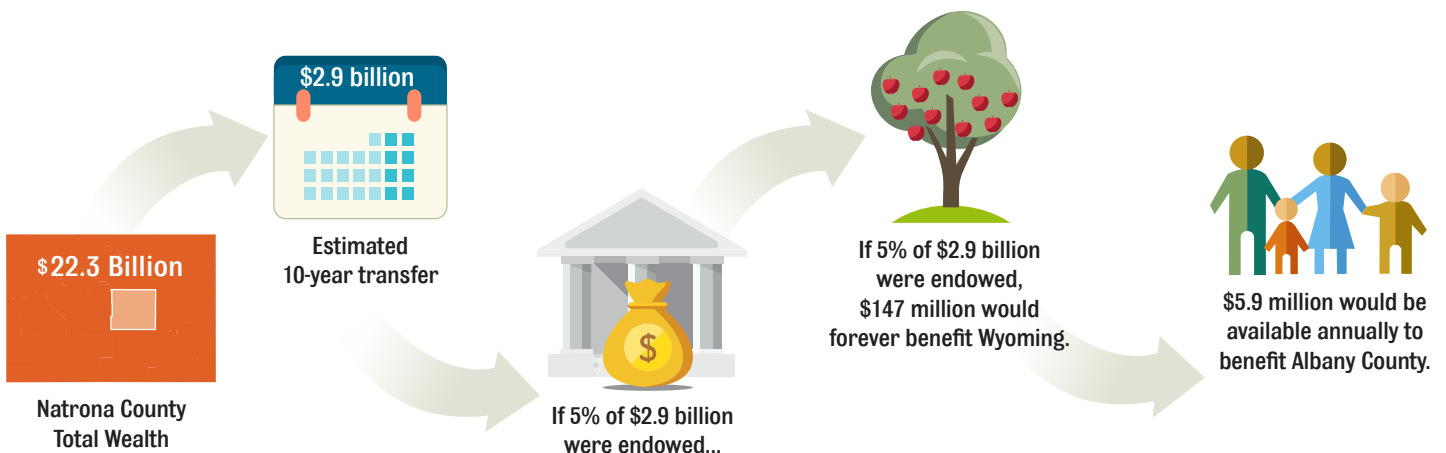 $22.3 Billion
Natrona County
Total Wealth
$2.9 billion
Estimated
10-year transfer
$
If 5% of $2.9 billion
were endowed...
If 5% of $2.9 billion
were endowed,
$147 million would
forever benefit Wyoming.
$5.9 million would be
available annually to
benefit Albany County.